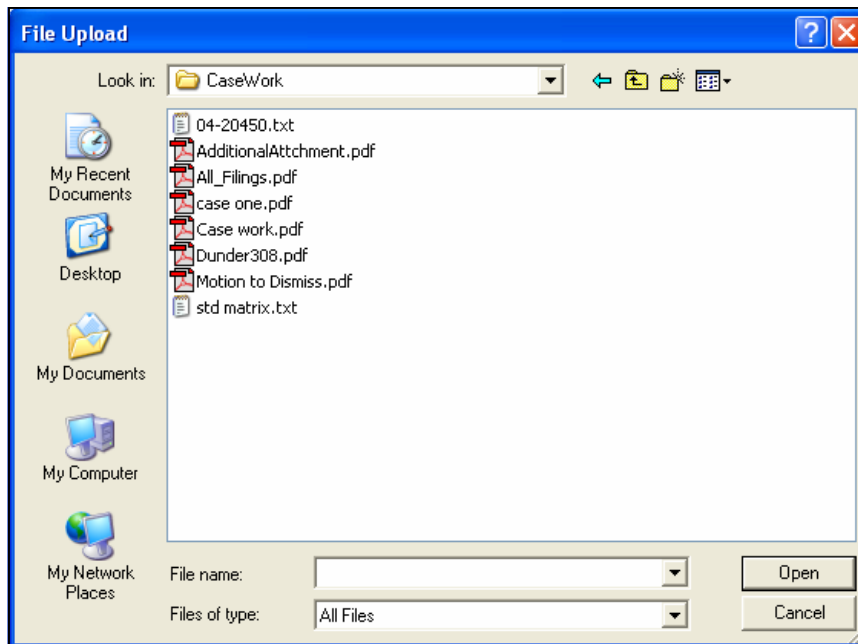 File Upload
Look in: CaseWork
04-20450.txt
AdditionalAttchment.pdf
All_Filings.pdf
case one.pdf
Case work.pdf
Dunder308.pdf
Motion to Dismiss.pdf
std matrix.txt
My Recent
Documents
Desktop
My Documents
My Computer
My Network
Places
File name:
Open
Files of type: All Files
Cancel